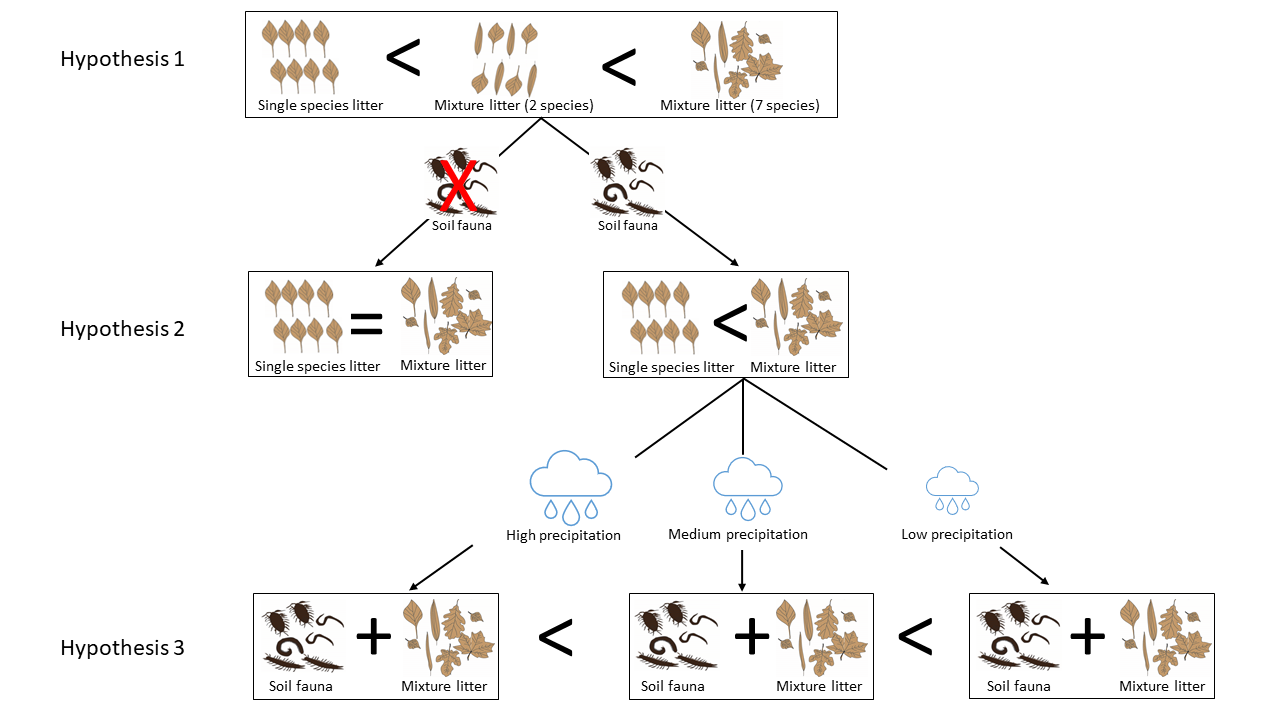 Hypothesis 1
<
<
Single species litter
Mixture litter (2 species)
Mixture litter (7 species)
X
Soil fauna
Soil fauna
Hypothesis 2
=
<
Single species litter
Mixture litter
Single species litter
Mixture litter
High precipitation
Medium precipitation
Low precipitation
Hypothesis 3
+
<
+
<
+
Soil fauna
Mixture litter
Soil fauna
Mixture litter
Soil fauna
Mixture litter